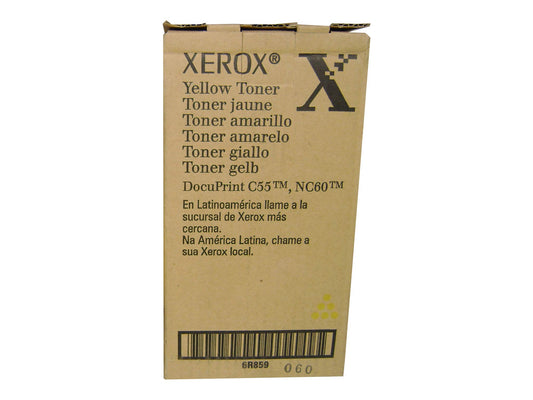 XEROX®
X
Yellow Toner
Toner jaune
Toner amarillo
Toner amarelo
Toner giallo
Toner gelb
DocuPrint C55™, NC60™
En Latinoamérica llame a la
sucursal de Xerox más
cercana.
Na América Latina, chame a
sua Xerox local.
6R859
060